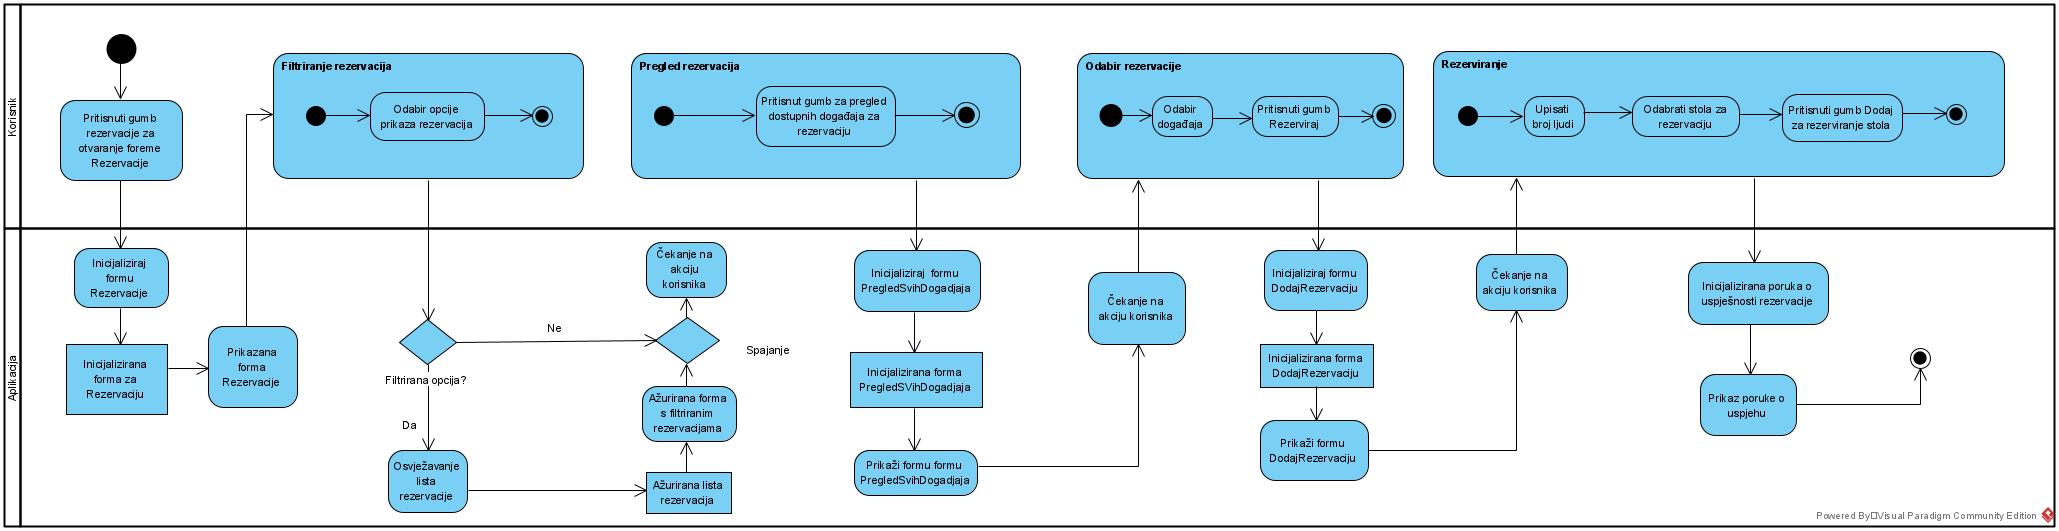 Korisnik
Pritisnuti gumb
rezervacije za
otvaranje foreme
Rezervacije
Filtriranje rezervacija
Odabir opcije
prikaza rezervacija
Pregled rezervacija
Pritisnut gumb za pregled
dostupnih događaja za
rezervaciju
Odabir rezervacije
Odabir
događaja
Pritisnuti gumb
Rezerviraj
Rezerviranje
Upisati
broj ljudi
Odabrati stola za
rezervaciju
Pritisnuti gumb Dodaj
za rezerviranje stola
Aplikacija
Inicijaliziraj
formu
Rezervacije
Inicijalizirana
forma za
Rezervaciju
Prikazana
forma
Rezervacije
Filtrirana opcija?
Ne
Da
Osvježavanje
lista
rezervacije
Ažurirana lista
rezervacija
Ažurirana forma
s filtriranim
rezervacijama
Spajanje
Čekanje na
akciju
korisnika
Inicijaliziraj  formu
PregledSvihDogadjaja
Inicijalizirana forma
PregledSVihDogadjaja
Prikaži formu formu
PregledSvihDogadjaja
Čekanje na
akciju korisnika
Inicijaliziraj formu
DodajRezervaciju
Inicijalizirana forma
DodajRezervaciju
Prikaži formu
DodajRezervaciju
Čekanje na
akciju korisnika
Inicijalizirana poruka o
uspješnosti rezervacije
Prikaz poruke o
uspjehu
Powered By□Visual Paradigm Community Edition